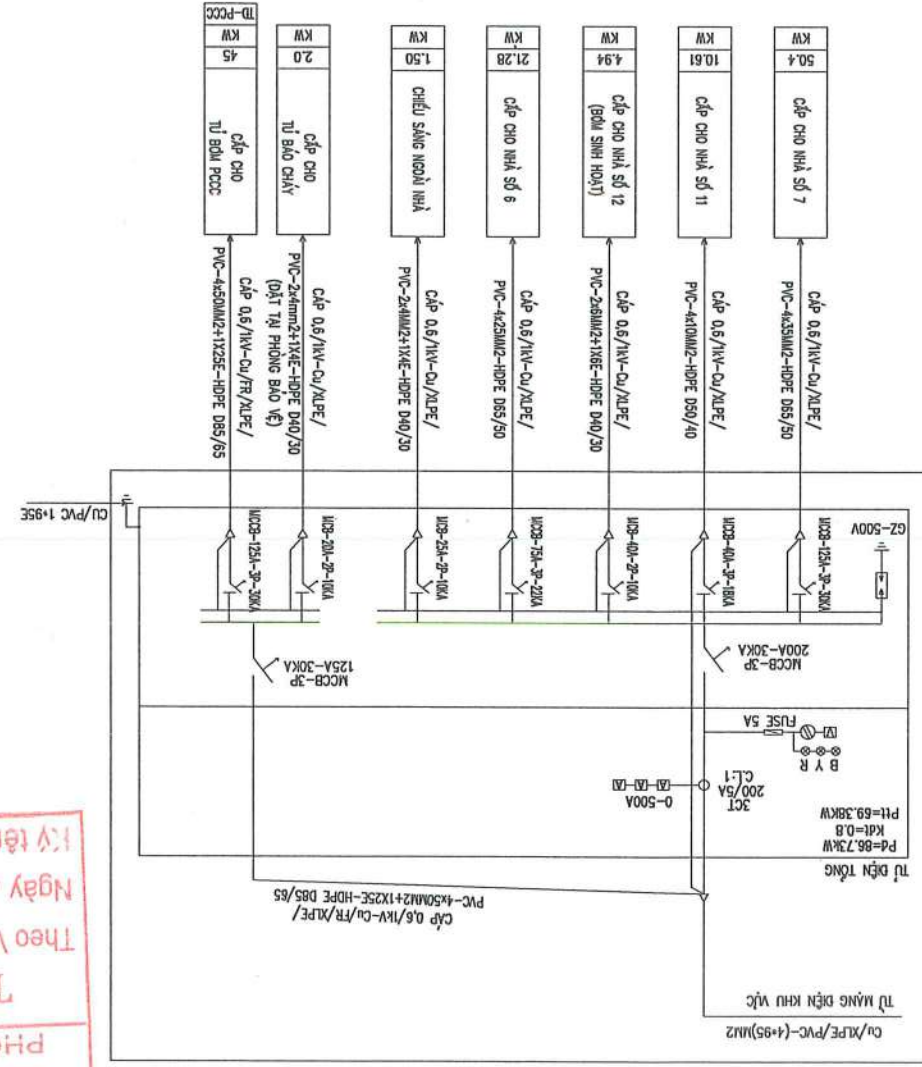 Cu/XLPE/PVC-(4*95)MM2
TỪ MẠNG ĐIỆN KHU VỰC
TỦ ĐIỆN TỔNG
Pđ=86.73kW
Kdt=0.8
Ptt=69.38KW
CÁP 0,6/1kV-Cu/FR/XLPE/
PVC-4x50MM2+1X25E-HDPE D85/65
3CT
200/5A
C.L:1
0-500A
A A A
B Y R
V
FUSE 5A
MCCB-3P
200A-30KA
MCCB-3P
125A-30KA
GZ-500V
MCCB-125A-3P-30KA
MCCB-40A-3P-18KA
MCB-40A-2P-10KA
MCCB-75A-3P-22KA
MCB-25A-2P-10KA
MCB-20A-2P-10KA
MCCB-125A-3P-30KA
CU/PVC 1*95E
CÁP 0,6/1kV-Cu/XLPE/
PVC-4x35MM2-HDPE D65/50
CÁP 0,6/1kV-Cu/XLPE/
PVC-4x10MM2-HDPE D50/40
CÁP 0,6/1kV-Cu/XLPE/
PVC-2x6MM2+1X6E-HDPE D40/30
CÁP 0,6/1kV-Cu/XLPE/
PVC-4x25MM2-HDPE D65/50
CÁP 0,6/1kV-Cu/XLPE/
PVC-2x4MM2+1X4E-HDPE D40/30
CÁP 0,6/1kV-Cu/XLPE/
PVC-2x4mm2+1X4E-HDPE D40/30
(ĐẶT TẠI PHÒNG BẢO VỆ)
CÁP 0,6/1kV-Cu/FR/XLPE/
PVC-4x50MM2+1X25E-HDPE D85/65
CẤP CHO NHÀ SỐ 7
50.4
KW
CẤP CHO NHÀ SỐ 11
10.61
KW
CẤP CHO NHÀ SỐ 12
(BƠM SINH HOẠT)
4.94
KW
CẤP CHO NHÀ SỐ 6
21.28
KW
CHIẾU SÁNG NGOÀI NHÀ
1.50
KW
CẤP CHO
TỦ BÁO CHÁY
2.0
KW
CẤP CHO
TỦ BƠM PCCC
45
KW
TĐ-PCCC
T
Theo V
Ngày
Ký tên